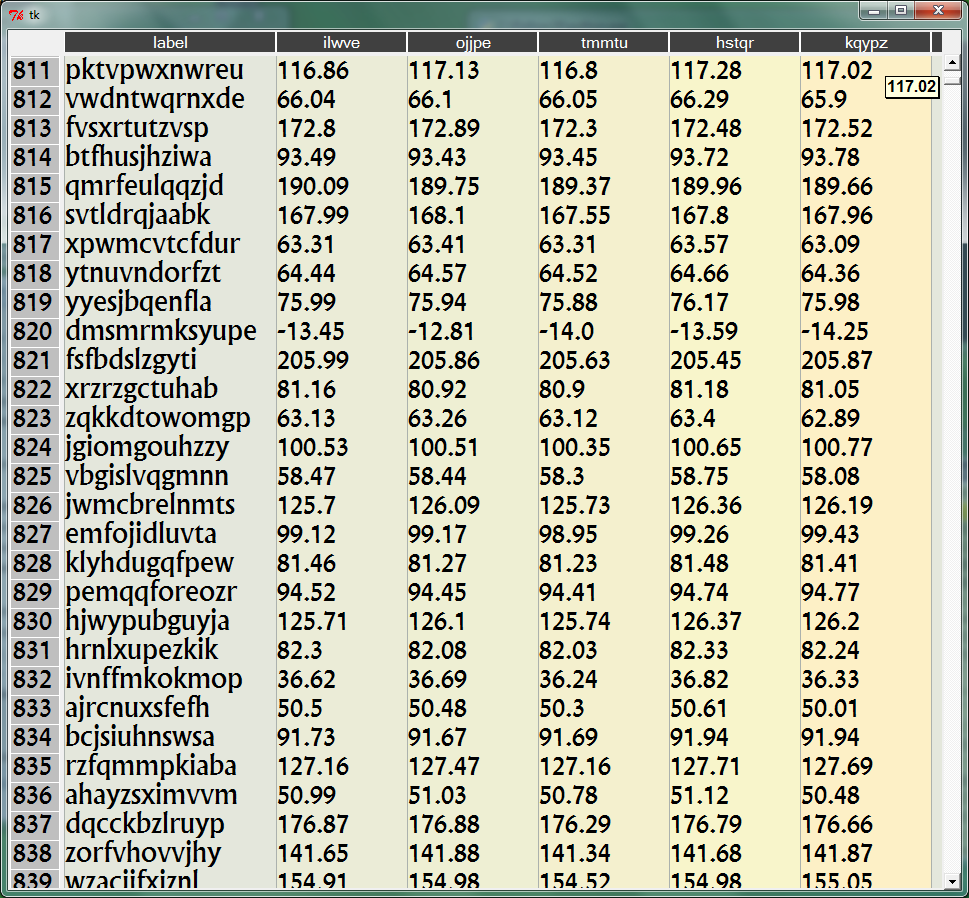 tk
label ilwve ojjpe tmmtu hstqr kqypz
811 pktvpwxnwreu 116.86 117.13 116.8 117.28 117.02
117.02
812 vwdntwqrnxde 66.04 66.1 66.05 66.29 65.9
813 fvsxrtutzvsp 172.8 172.89 172.3 172.48 172.52
814 btfhusjhziwa 93.49 93.43 93.45 93.72 93.78
815 qmrfeulqqzjd 190.09 189.75 189.37 189.96 189.66
816 svtldrqjaabk 167.99 168.1 167.55 167.8 167.96
817 xpwmcvtcfdur 63.31 63.41 63.31 63.57 63.09
818 ytnuvndorfzt 64.44 64.57 64.52 64.66 64.36
819 yyesjbqenfla 75.99 75.94 75.88 76.17 75.98
820 dmsmrmksyupe -13.45 -12.81 -14.0 -13.59 -14.25
821 fsfbdslzgyti 205.99 205.86 205.63 205.45 205.87
822 xrzrzgctuhab 81.16 80.92 80.9 81.18 81.05
823 zqkkdtowomgp 63.13 63.26 63.12 63.4 62.89
824 jgiomgouhzzy 100.53 100.51 100.35 100.65 100.77
825 vbgislvqgmnn 58.47 58.44 58.3 58.75 58.08
826 jwmcbrelnmts 125.7 126.09 125.73 126.36 126.19
827 emfojidluvta 99.12 99.17 98.95 99.26 99.43
828 klyhdugqfpew 81.46 81.27 81.23 81.48 81.41
829 pemqqforeozr 94.52 94.45 94.41 94.74 94.77
830 hjwypubguyja 125.71 126.1 125.74 126.37 126.2
831 hrnlxupezkik 82.3 82.08 82.03 82.33 82.24
832 ivnffmkokmop 36.62 36.69 36.24 36.82 36.33
833 ajrcnuxsfefh 50.5 50.48 50.3 50.61 50.01
834 bcjsiuhnswsa 91.73 91.67 91.69 91.94 91.94
835 rzfqmmpkiaba 127.16 127.47 127.16 127.71 127.69
836 ahayzsximvvm 50.99 51.03 50.78 51.12 50.48
837 dqcckbzlruyp 176.87 176.88 176.29 176.79 176.66
838 zorfvhovvjhy 141.65 141.88 141.34 141.68 141.87
839 154.91 154.98 154.52 154.98 155.05